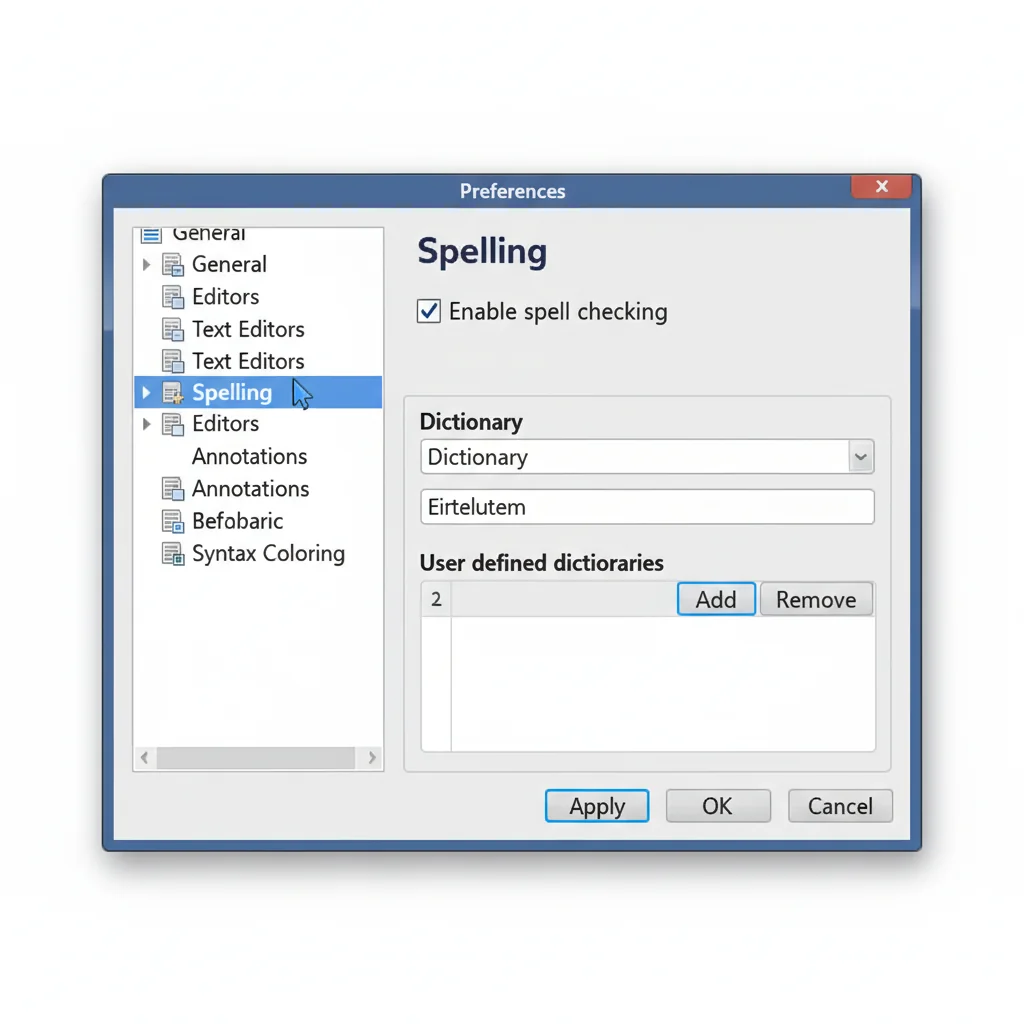 Preferences
X
General
General
Editors
Text Editors
Text Editors
Spelling
Editors
Annotations
Annotations
Befabaric
Syntax Coloring
Spelling
Enable spell checking
Dictionary
Dictionary
Eirtelutem
User defined dictioraries
2 Add Remove
Apply OK Cancel